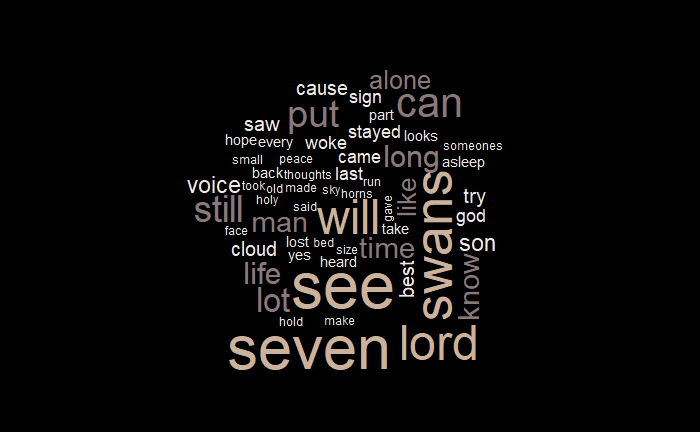 alone
cause
sign
can
put
part
saw
stayed
looks
hope
every
woke
someones
small
peace
came
long
asleep
back
thoughts
last
run
voice
took
old
made
sky
horns
like
swans
try
holy
said
gave
still
man
will
take
god
face
cloud
lost
bed
size
time
son
yes
heard
best
know
life
see
lot
hold
make
seven
lord